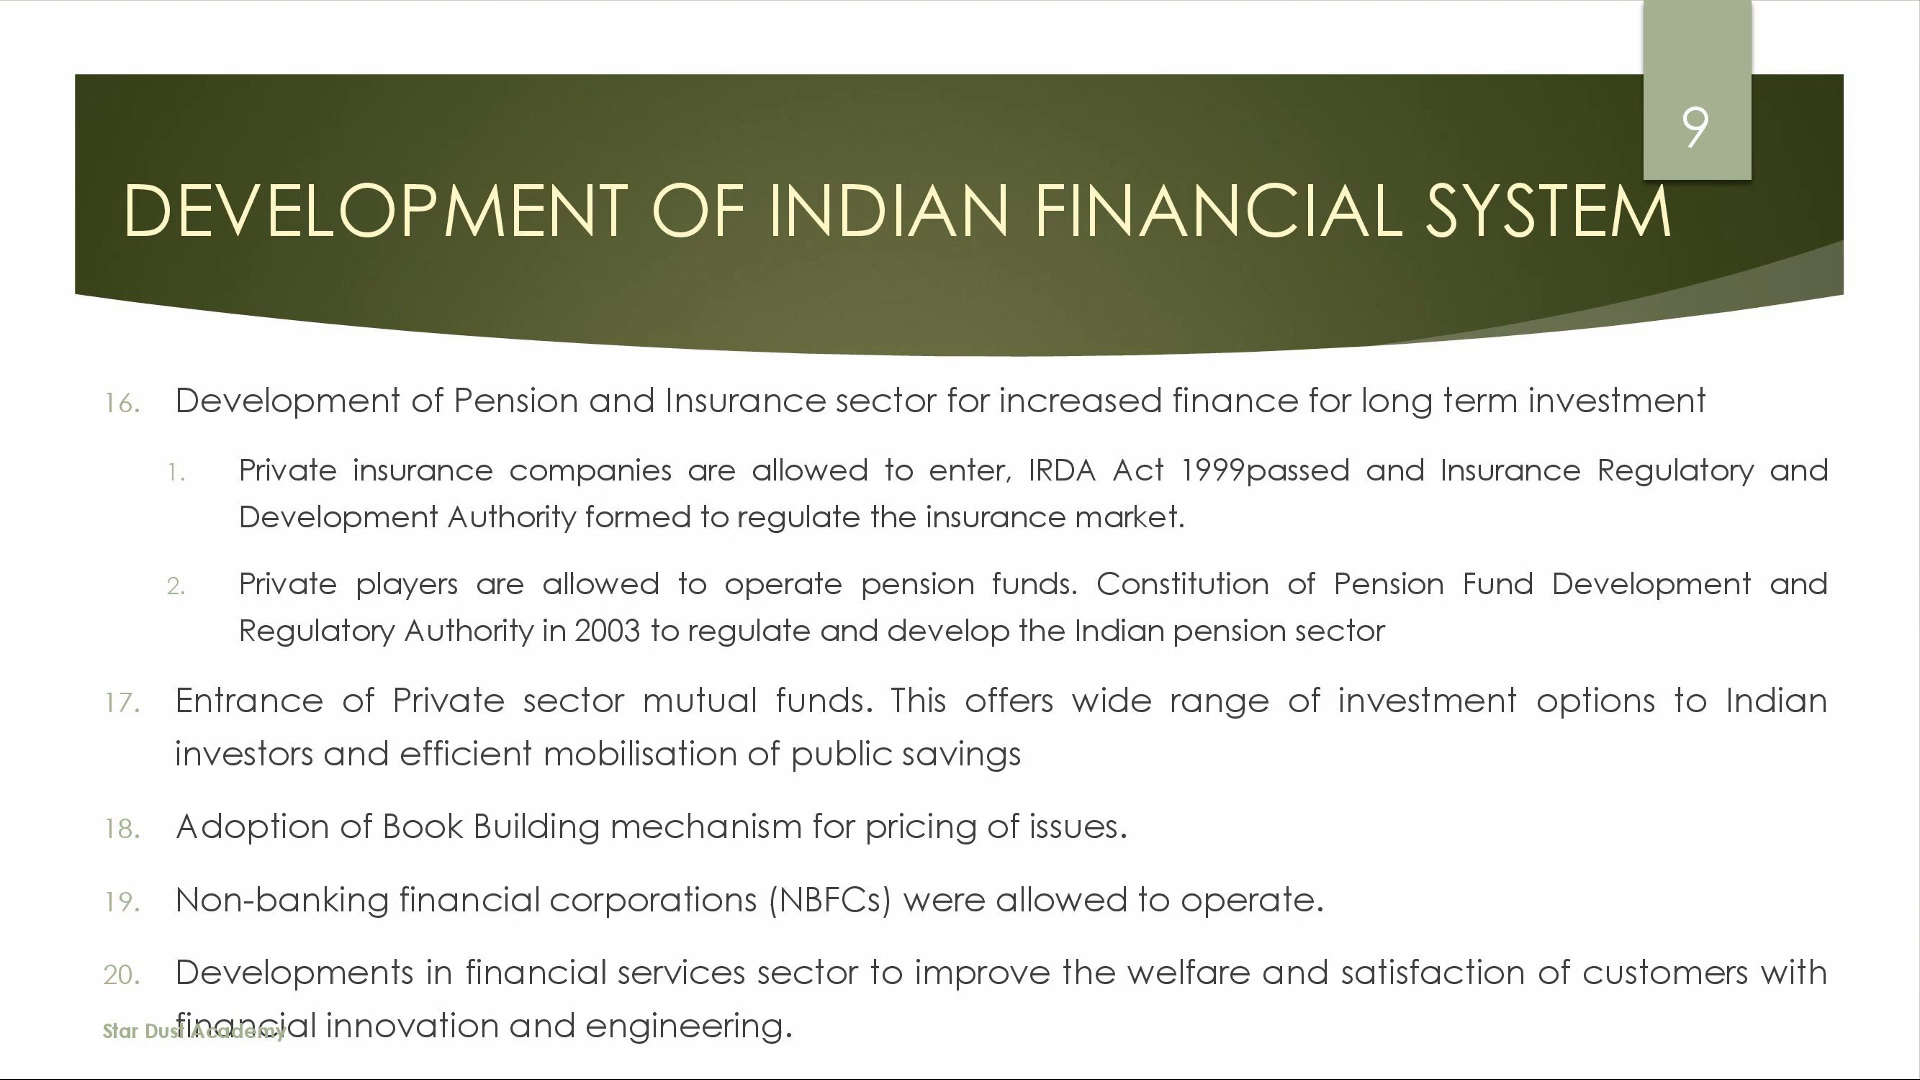 9
DEVELOPMENT OF INDIAN FINANCIAL SYSTEM
16. Development of Pension and Insurance sector for increased finance for long term investment
1. Private insurance companies are allowed to enter, IRDA Act 1999passed and Insurance Regulatory and
Development Authority formed to regulate the insurance market.
2. Private players are allowed to operate pension funds. Constitution of Pension Fund Development and
Regulatory Authority in 2003 to regulate and develop the Indian pension sector
17. Entrance of Private sector mutual funds. This offers wide range of investment options to Indian
investors and efficient mobilisation of public savings
18. Adoption of Book Building mechanism for pricing of issues.
19. Non-banking financial corporations (NBFCs) were allowed to operate.
20. Developments in financial services sector to improve the welfare and satisfaction of customers with
financial innovation and engineering.
Star Dust Academy